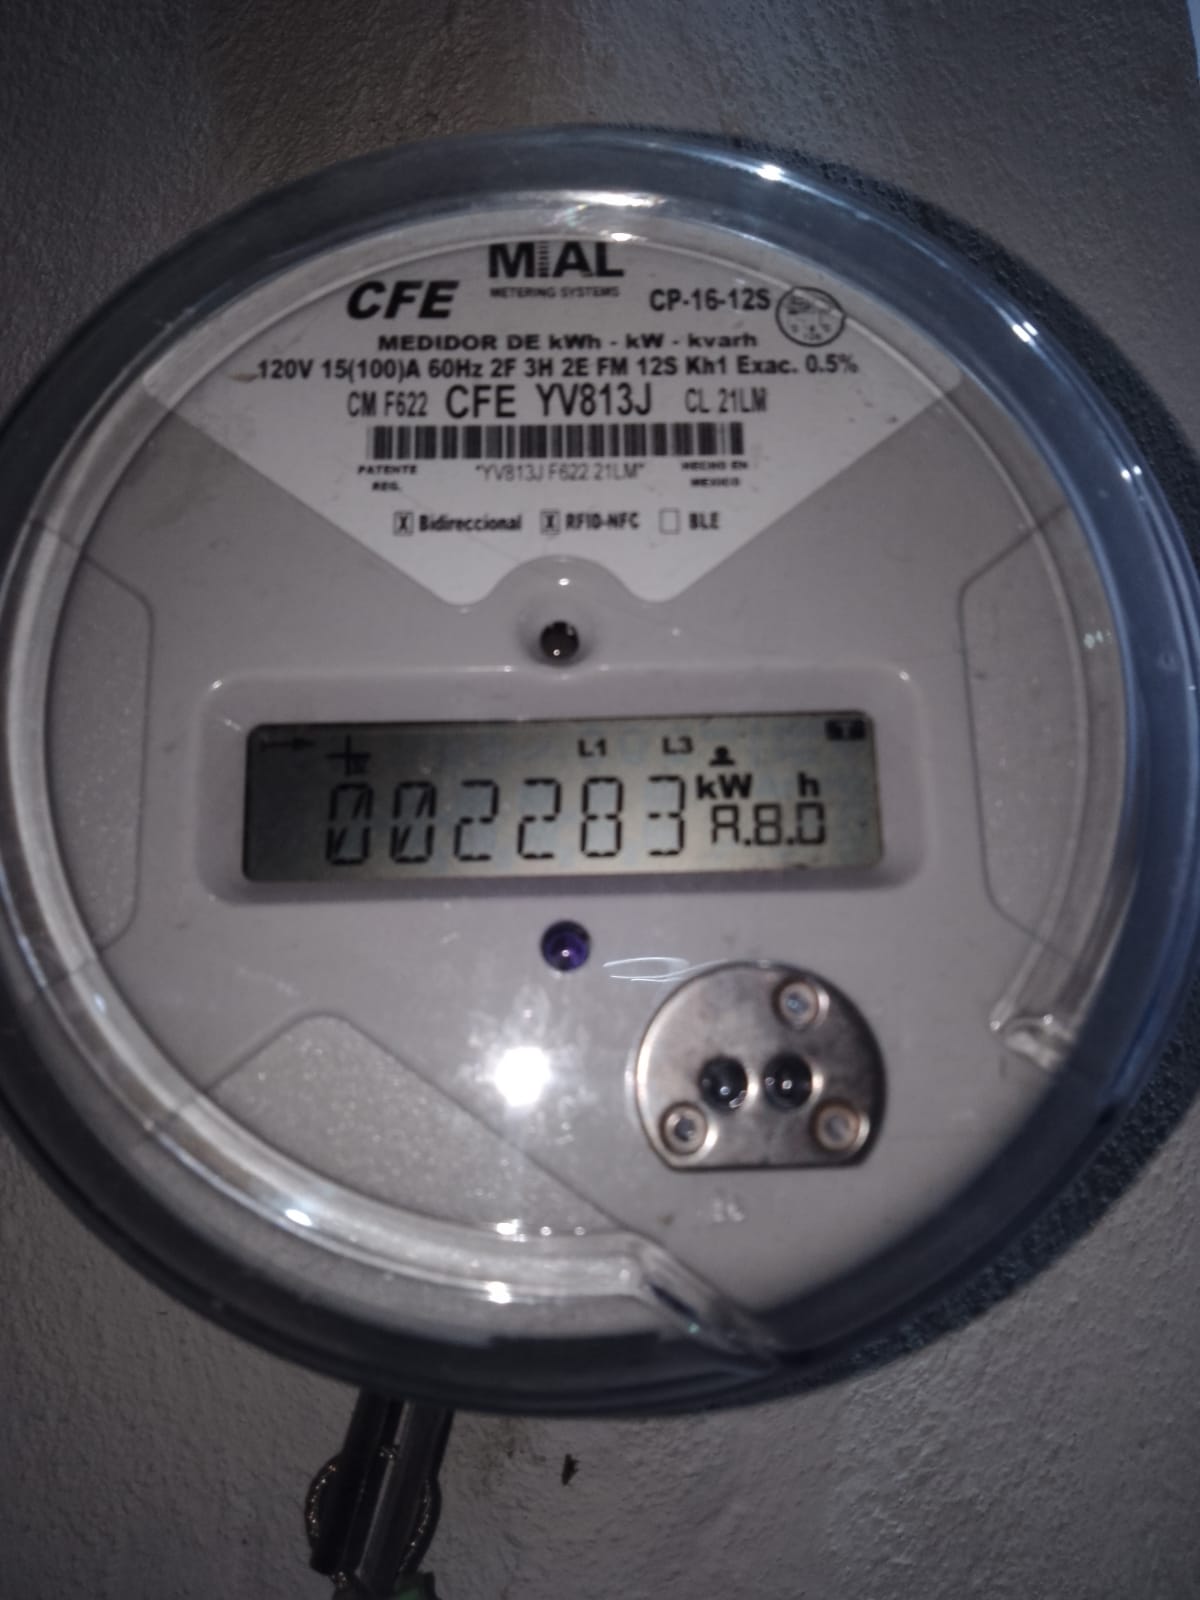 MIAL
METERING SYSTEMS
CFE
CP-16-12S
MEDIDOR DE kWh - kW - kvarh
120V 15(100)A 60Hz 2F 3H 2E FM 12S Kh1 Exac. 0.5%
CM F622 CFE YV813J CL 21LM
PATENTE REG.
*YV813J F622 21LM*
HECHO EN MEXICO
X Bidireccional X RFID-NFC BLE
L1 L3
002283 kW h
A.8.0